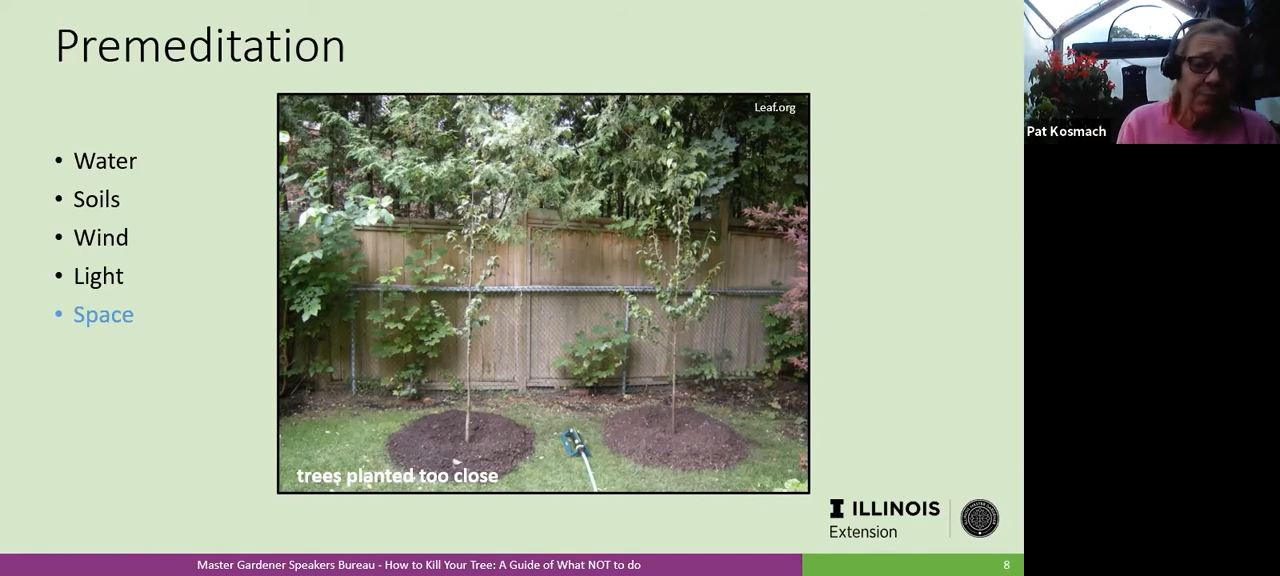 Premeditation
• Water
• Soils
• Wind
• Light
• Space
Leaf.org
trees planted too close
Pat Kosmach
I ILLINOIS
Extension
Master Gardener Speakers Bureau - How to Kill Your Tree: A Guide of What NOT to do
8